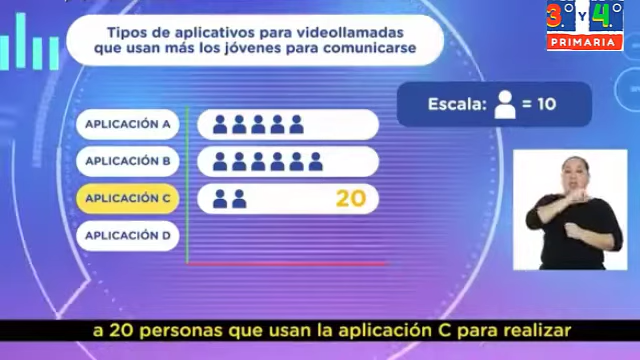 3.° Y 4.°
PRIMARIA
Tipos de aplicativos para videollamadas
que usan más los jóvenes para comunicarse
Escala: = 10
APLICACIÓN A
APLICACIÓN B
APLICACIÓN C 20
APLICACIÓN D
a 20 personas que usan la aplicación C para realizar